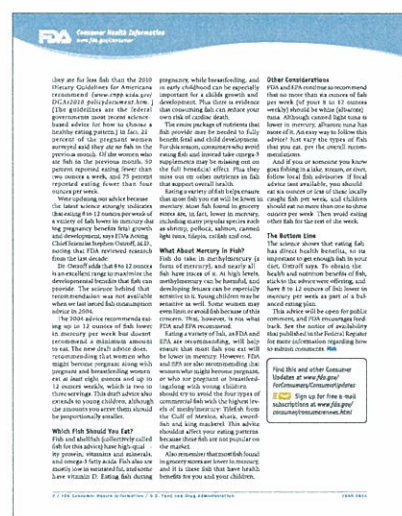 FDA Consumer Health Information
www.fda.gov/consumer
they ate far less fish than the 2010
Dietary Guidelines for Americans
recommend (www.cnpp.usda.gov/
DGAs2010-policydocument.htm.)
(The guidelines are the federal
government's most recent science-
based advice for how to choose a
healthy eating pattern.) In fact, 21
percent of the pregnant women
surveyed said they ate no fish in the
previous month. Of the women who
ate fish in the previous month, 50
percent reported eating fewer than
two ounces a week, and 75 percent
reported eating fewer than four
ounces per week.
"We're updating our advice because
the latest science strongly indicates
that eating 8 to 12 ounces per week of
a variety of fish lower in mercury dur-
ing pregnancy benefits fetal growth
and development," says FDA's Acting
Chief Scientist Stephen Ostroff, M.D.,
noting that FDA reviewed research
from the last decade.
Dr. Ostroff adds that 8 to 12 ounces
is an excellent range to maximize the
developmental benefits that fish can
provide. The science behind that
recommendation was not available
when we last issued fish consumption
advice in 2004.
The 2004 advice recommends eat-
ing up to 12 ounces of fish lower
in mercury per week but doesn't
recommend a minimum amount
to eat. The new draft advice does,
recommending that women who
might become pregnant along with
pregnant and breastfeeding women
eat at least eight ounces and up to
12 ounces weekly, which is two to
three servings. This draft advice also
extends to young children, although
the amounts you serve them should
be proportionally smaller.
Which Fish Should You Eat?
Fish and shellfish (collectively called
fish for this advice) have high-qual-
ity protein, vitamins and minerals,
and omega-3 fatty acids. Fish also are
mostly low in saturated fat, and some
have vitamin D. Eating fish during
pregnancy, while breastfeeding, and
in early childhood can be especially
important for a child's growth and
development. Plus there is evidence
that consuming fish can reduce your
own risk of cardiac death.
The entire package of nutrients that
fish provide may be needed to fully
benefit fetal and child development.
For this reason, consumers who avoid
eating fish and instead take omega-3
supplements may be missing out on
the full beneficial effect. Plus they
miss out on other nutrients in fish
that support overall health.
Eating a variety of fish helps ensure
that most fish you eat will be lower in
mercury. Most fish found in grocery
stores are, in fact, lower in mercury,
including many popular species such
as shrimp, pollock, salmon, canned
light tuna, tilapia, catfish and cod.
What About Mercury in Fish?
Fish do take in methylmercury (a
form of mercury), and nearly all
fish have traces of it. At high levels,
methylmercury can be harmful, and
developing fetuses can be especially
sensitive to it. Young children may be
sensitive as well. Some women may
even limit or avoid fish because of this
concern. This, however, is not what
FDA and EPA recommend.
Eating a variety of fish, as FDA and
EPA are recommending, will help
ensure that most fish you eat will
be lower in mercury. However, FDA
and EPA are also recommending that
women who might become pregnant,
or who are pregnant or breastfeed-
ing—along with young children—
should try to avoid the four types of
commercial fish with the highest lev-
els of methylmercury: Tilefish from
the Gulf of Mexico, shark, sword-
fish and king mackerel. This advice
shouldn't affect your eating patterns
because these fish are not popular on
the market.
Also remember that most fish found
in grocery stores are lower in mercury,
and it is these fish that have health
benefits for you and your children.
Other Considerations
FDA and EPA continue to recommend
that no more than six ounces of fish
per week (of your 8 to 12 ounces
weekly) should be white (albacore)
tuna. Although canned light tuna is
lower in mercury, albacore tuna has
more of it. An easy way to follow this
advice? Just vary the types of fish
that you eat, per the overall recom-
mendations.
And if you or someone you know
goes fishing in a lake, stream, or river,
follow local fish advisories. If local
advice isn't available, you should
eat six ounces or less of these locally
caught fish per week, and children
should eat no more than one to three
ounces per week. Then avoid eating
other fish for the rest of the week.
The Bottom Line
The science shows that eating fish
has direct health benefits, so its
important to get enough fish in your
diet, Ostroff says. To obtain the
health and nutrition benefits of fish,
stick to the advice were offering, and
have 8 to 12 ounces of fish lower in
mercury per week as part of a bal-
anced eating plan.
This advice will be open for public
comment, and FDA encourages feed-
back. See the notice of availability
that published in the Federal Register
for more information regarding how
to submit comments.
Find this and other Consumer
Updates at www.fda.gov/
ForConsumers/ConsumerUpdates
Sign up for free e-mail
subscriptions at www.fda.gov/
consumer/consumerenews.html
2 / FDA Consumer Health Information / U.S. Food and Drug Administration
JUNE 2014